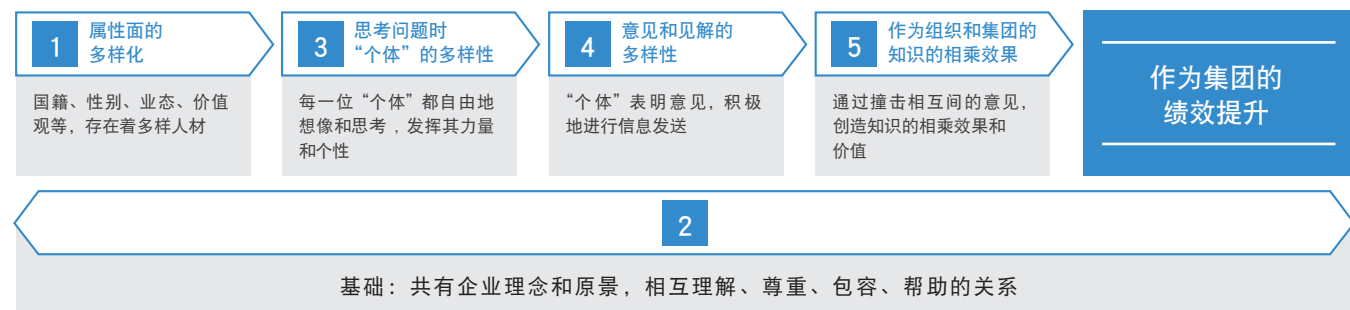 1
属性面的
多样化
国籍、性别、业态、价值
观等，存在着多样人材
3
思考问题时
“个体”的多样性
每一位“个体”都自由地
想像和思考，发挥其力量
和个性
4
意见和见解的
多样性
“个体”表明意见，积极
地进行信息发送
5
作为组织和集团的
知识的相乘效果
通过撞击相互间的意见，
创造知识的相乘效果和
价值
作为集团的
绩效提升
2
基础：共有企业理念和原景，相互理解、尊重、包容、帮助的关系